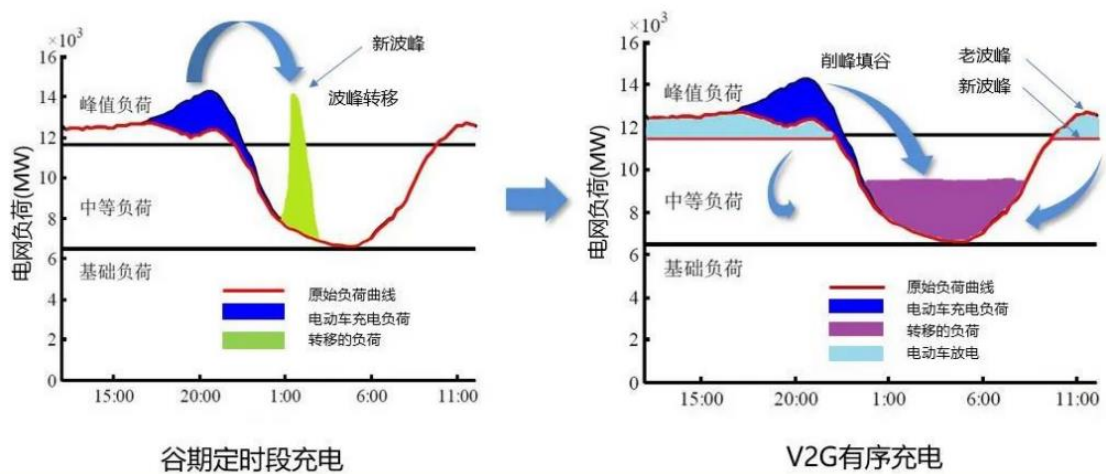 ×10³
16
14
12
10
8
6
4
2
0
电网负荷(MW)
新波峰
波峰转移
峰值负荷
中等负荷
基础负荷
原始负荷曲线
电动车充电负荷
转移的负荷
15:00
20:00
1:00
6:00
11:00
谷期定时段充电
×10³
16
14
12
10
8
6
4
2
0
电网负荷(MW)
削峰填谷
老波峰
新波峰
峰值负荷
中等负荷
基础负荷
原始负荷曲线
电动车充电负荷
转移的负荷
电动车放电
15:00
20:00
1:00
6:00
11:00
V2G有序充电